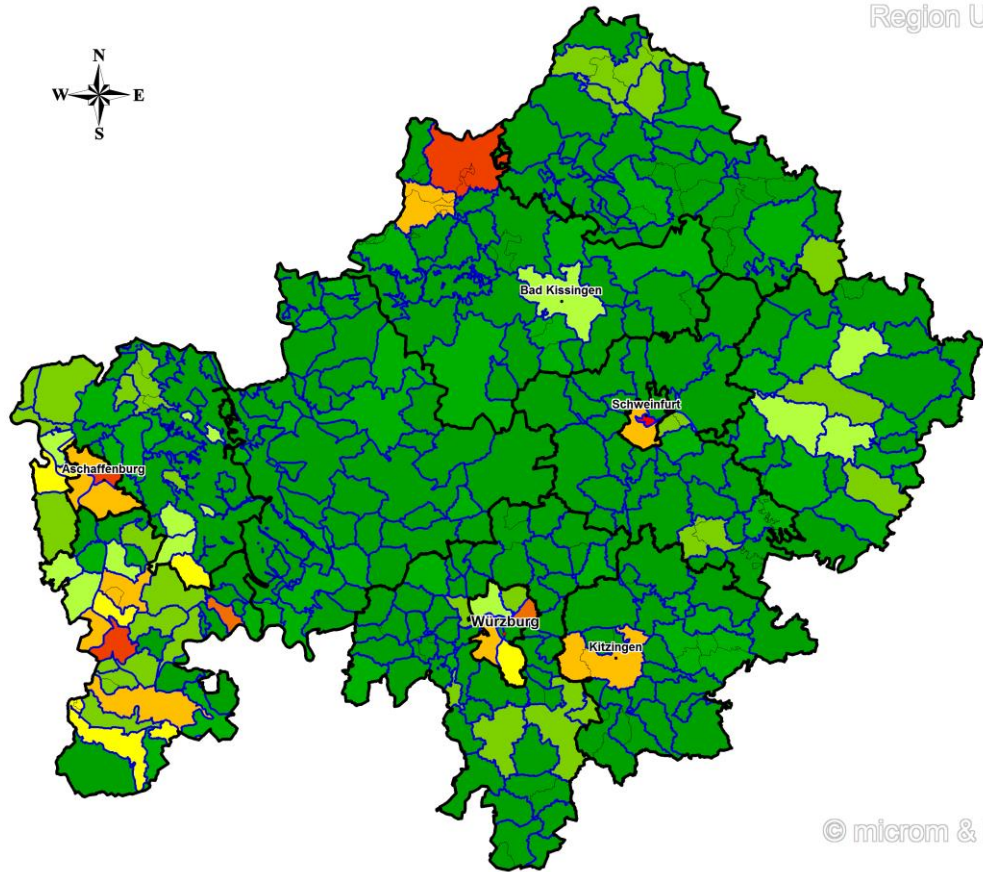 Region U
N
W E
S
Bad Kissingen
Schweinfurt
Aschaffenburg
Würzburg
Kitzingen
© microm &